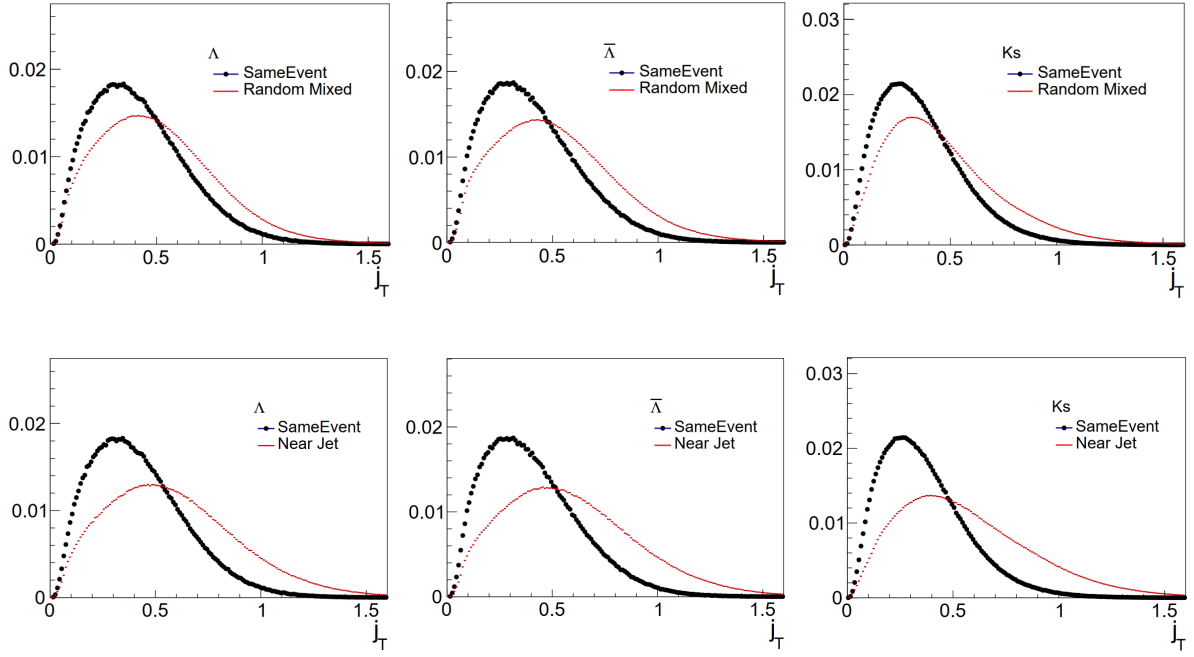 Λ
SameEvent
Random Mixed
0.02
0.01
0
0 0.5 1 1.5
j_T
Λ̅
SameEvent
Random Mixed
0.02
0.01
0
0 0.5 1 1.5
j_T
Ks
SameEvent
Random Mixed
0.03
0.02
0.01
0
0 0.5 1 1.5
j_T
Λ
SameEvent
Near Jet
0.02
0.01
0
0 0.5 1 1.5
j_T
Λ̅
SameEvent
Near Jet
0.02
0.01
0
0 0.5 1 1.5
j_T
Ks
SameEvent
Near Jet
0.03
0.02
0.01
0
0 0.5 1 1.5
j_T